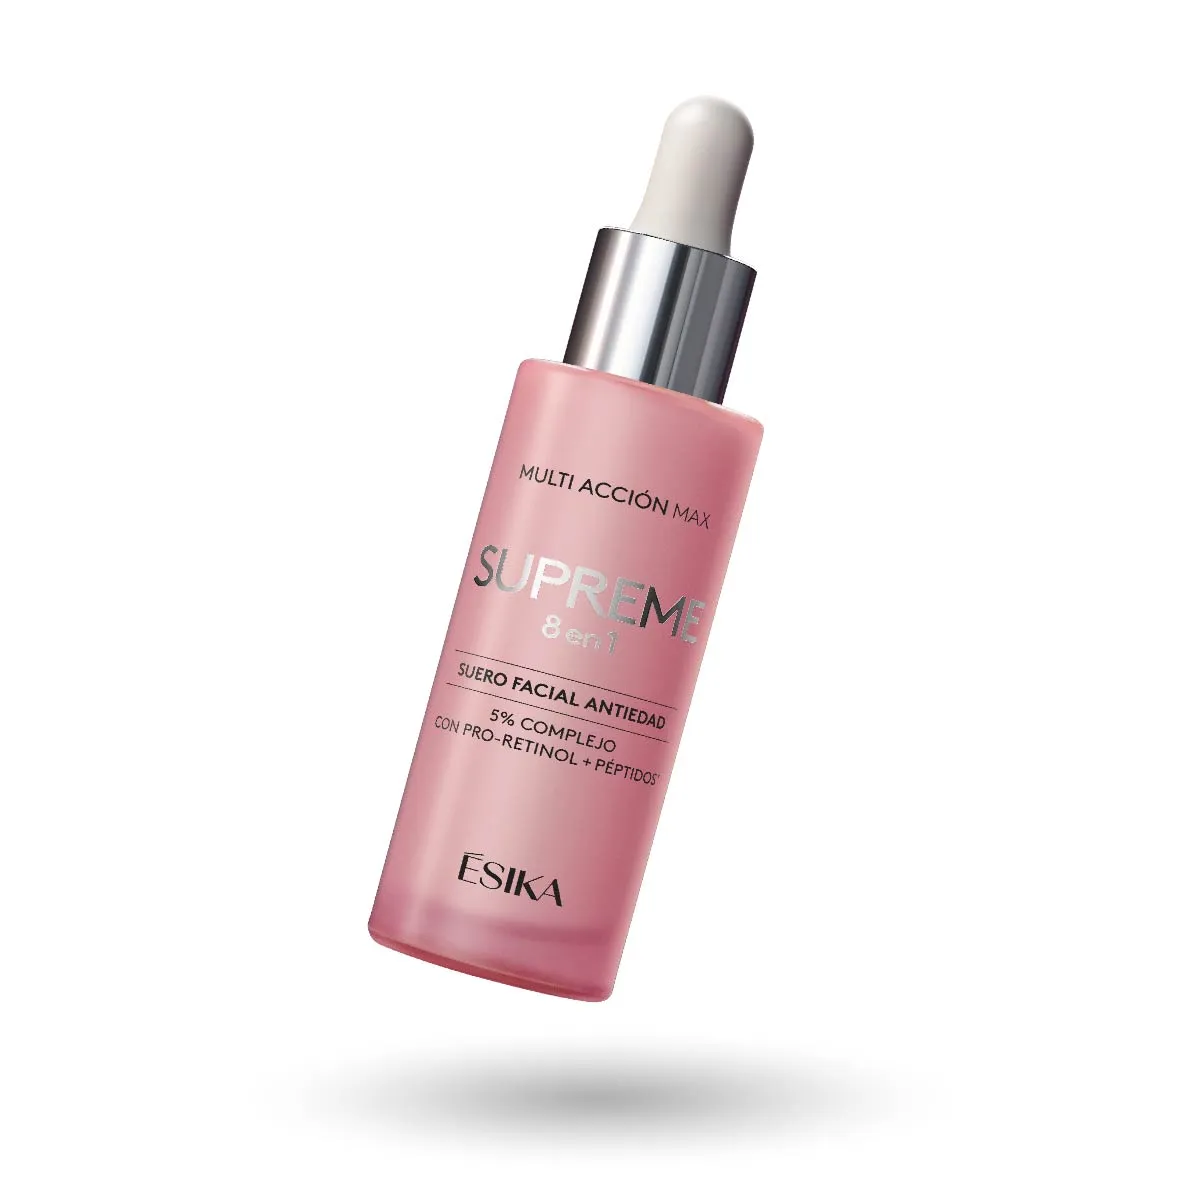 MULTI ACCIÓN MAX
SUPREME
8 en 1
SUERO FACIAL ANTIEDAD
5% COMPLEJO
CON PRO-RETINOL + PÉPTIDOS*
ÉSIKA